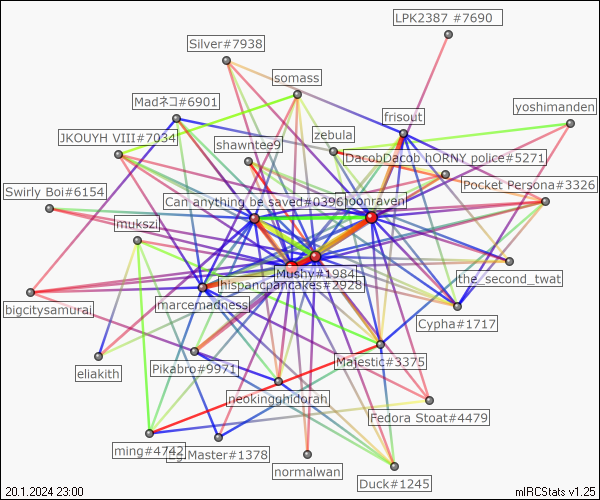 LPK2387 #7690
Silver#7938
somass
Madネコ#6901
frisout
yoshimanden
JKOUYH VIII#7034
zebula
shawntee9
DacobDacob hORNY police#5271
Swirly Boi#6154
Pocket Persona#3326
Can anything be saved#0396
moonraven
mukszi
Mushy#1984
the_second_twat
hispancpancakes#2928
bigcitysamurai
marcemadness
Cypha#1717
eliakith
Pikabro#9971
Majestic#3375
neokingghidorah
Fedora Stoat#4479
ming#4742
Master#1378
normalwan
Duck#1245
20.1.2024 23:00
mIRCStats v1.25